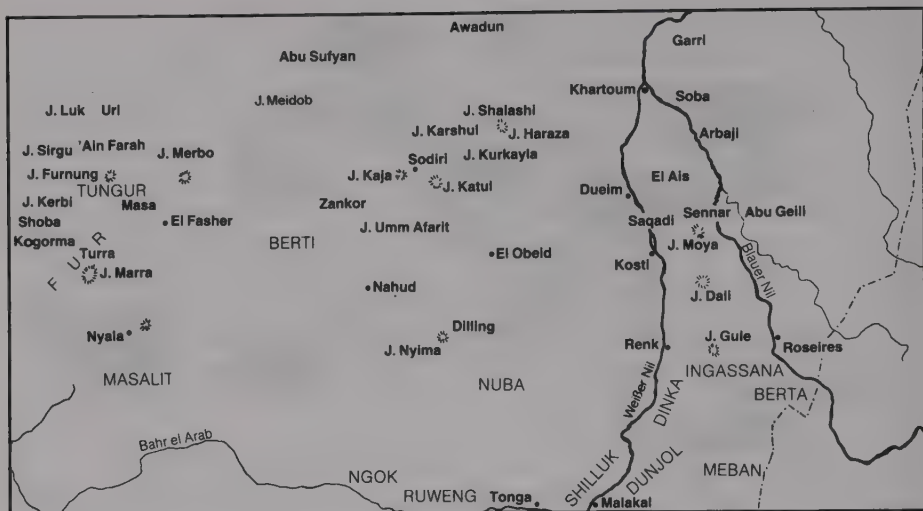 Awadun
Garri
Abu Sufyan
Khartoum
Soba
J. Meidob
J. Luk Uri
J. Shalashi
J. Karshul
J. Haraza
Arbaji
J. Sirgu
'Ain Farah
J. Merbo
Sodiri
J. Kurkayla
J. Furnung
TUNGUR
J. Kaja
J. Katul
El Ais
Dueim
J. Kerbi
Masa
Zankor
Shoba
El Fasher
J. Umm Afarit
Saqadi
Sennar
Abu Geili
Kogorma
BERTI
J. Moya
Turra
FUR
J. Marra
El Obeid
Kosti
Blauer Nil
Nahud
J. Dali
Nyala
Dilling
J. Nyima
Renk
J. Gule
Roseires
MASALIT
NUBA
INGASSANA
BERTA
Weißer Nil
DINKA
Bahr el Arab
NGOK
SHILLUK
DUNJOL
MEBAN
RUWENG
Tonga
Malakal